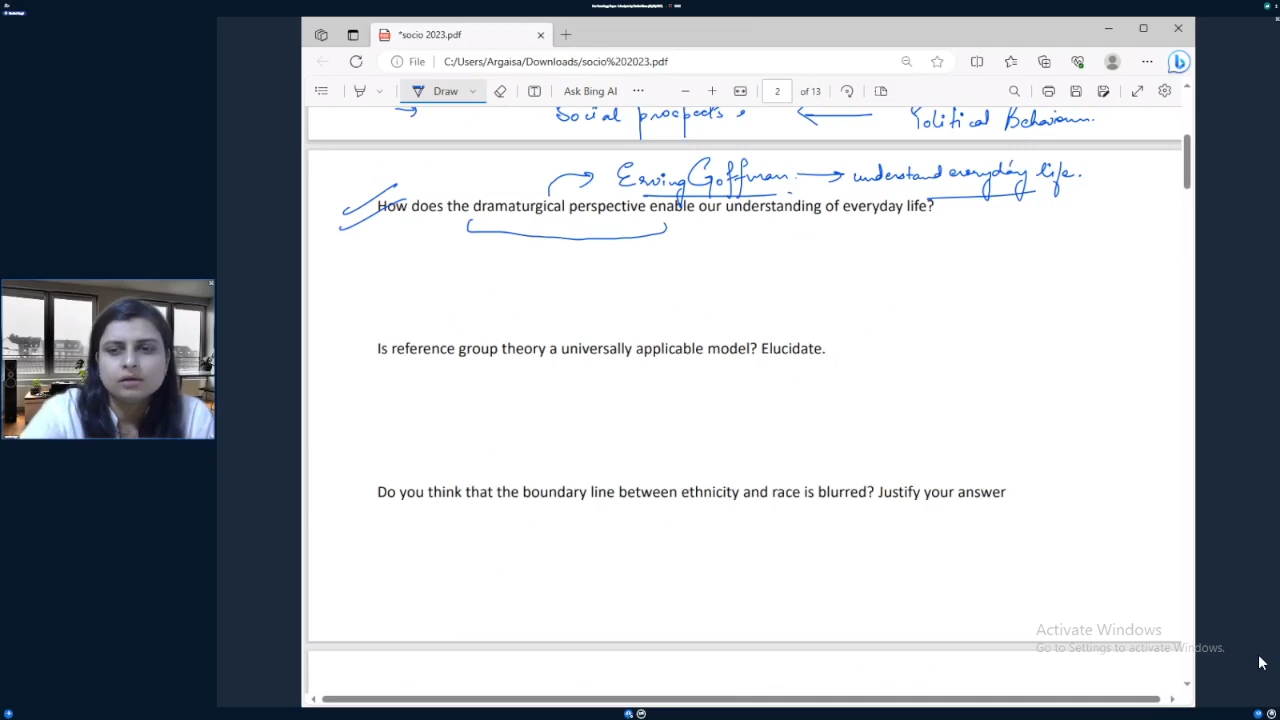 *socio 2023.pdf
File C:/Users/Argaisa/Downloads/socio%202023.pdf
Draw Ask Bing AI 2 of 13
Social prospects. Political Behaviour.
Erving Goffman → understand everyday life.
How does the dramaturgical perspective enable our understanding of everyday life?
Is reference group theory a universally applicable model? Elucidate.
Do you think that the boundary line between ethnicity and race is blurred? Justify your answer
Activate Windows
Go to Settings to activate Windows.